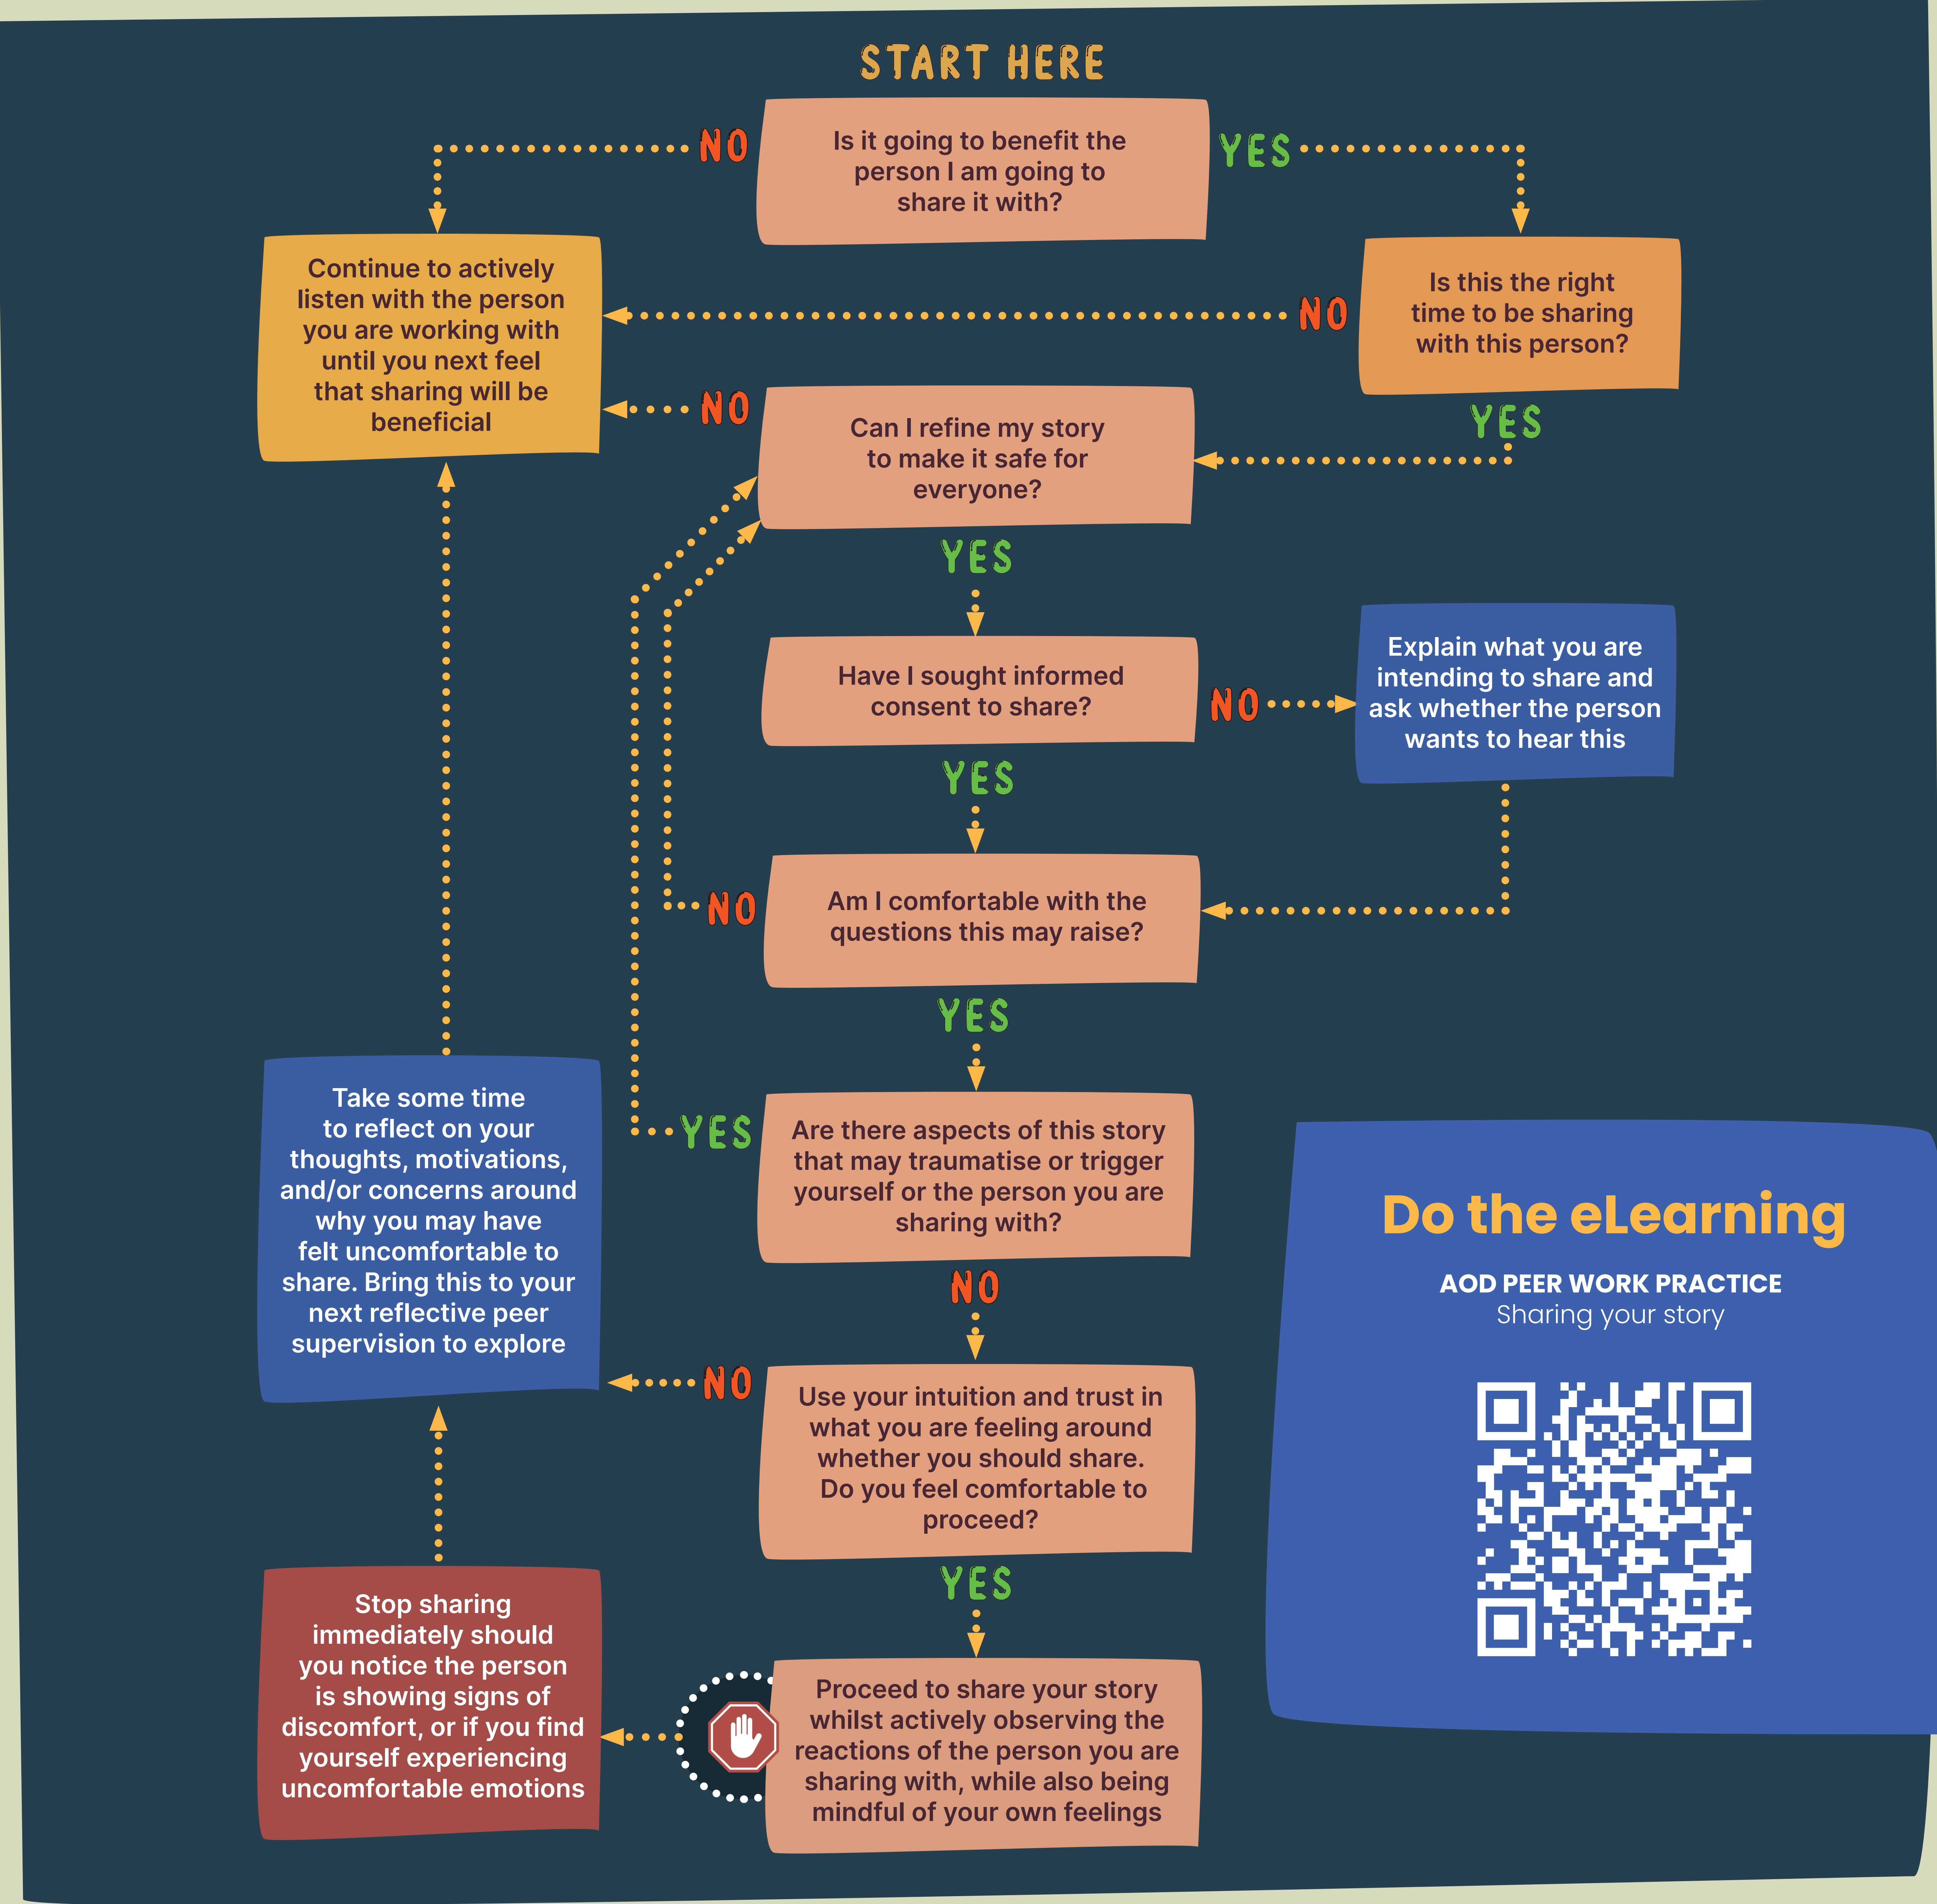 START HERE
NO
Is it going to benefit the
person I am going to
share it with?
YES
Continue to actively
listen with the person
you are working with
until you next feel
that sharing will be
beneficial
NO
Is this the right
time to be sharing
with this person?
YES
NO
Can I refine my story
to make it safe for
everyone?
YES
Have I sought informed
consent to share?
NO
Explain what you are
intending to share and
ask whether the person
wants to hear this
YES
NO
Am I comfortable with the
questions this may raise?
YES
YES
Are there aspects of this story
that may traumatise or trigger
yourself or the person you are
sharing with?
NO
Take some time
to reflect on your
thoughts, motivations,
and/or concerns around
why you may have
felt uncomfortable to
share. Bring this to your
next reflective peer
supervision to explore
NO
Use your intuition and trust in
what you are feeling around
whether you should share.
Do you feel comfortable to
proceed?
YES
Stop sharing
immediately should
you notice the person
is showing signs of
discomfort, or if you find
yourself experiencing
uncomfortable emotions
Proceed to share your story
whilst actively observing the
reactions of the person you are
sharing with, while also being
mindful of your own feelings
Do the eLearning
AOD PEER WORK PRACTICE
Sharing your story